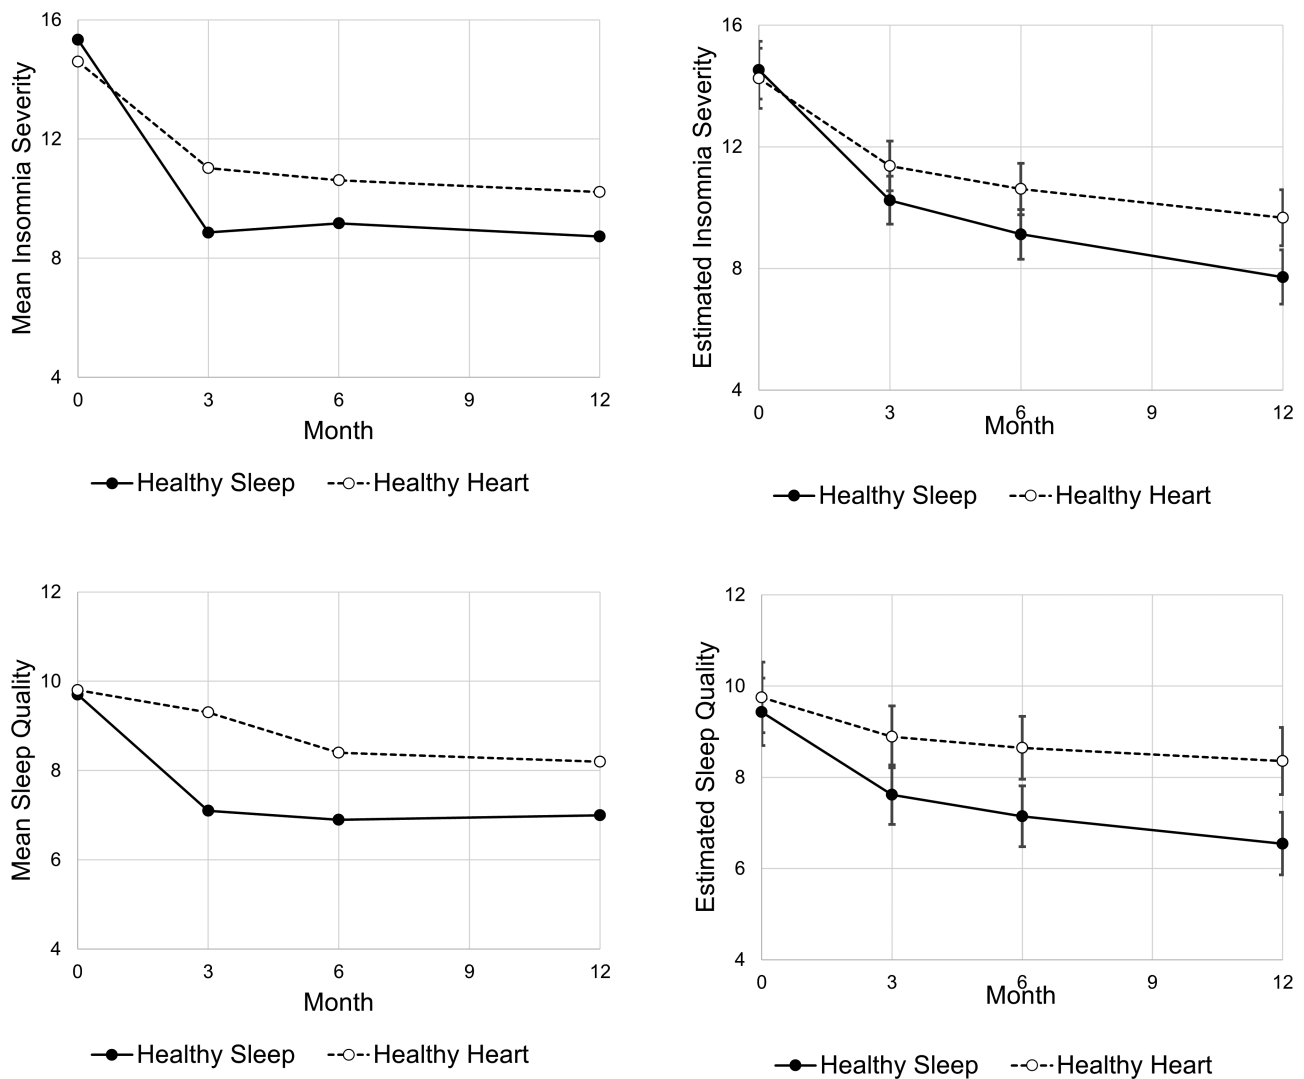 Mean Insomnia Severity
16
12
8
4
0 3 6 9 12
Month
Healthy Sleep Healthy Heart
Estimated Insomnia Severity
16
12
8
4
0 3 6 9 12
Month
Healthy Sleep Healthy Heart
Mean Sleep Quality
12
10
8
6
4
0 3 6 9 12
Month
Healthy Sleep Healthy Heart
Estimated Sleep Quality
12
10
8
6
4
0 3 6 9 12
Month
Healthy Sleep Healthy Heart